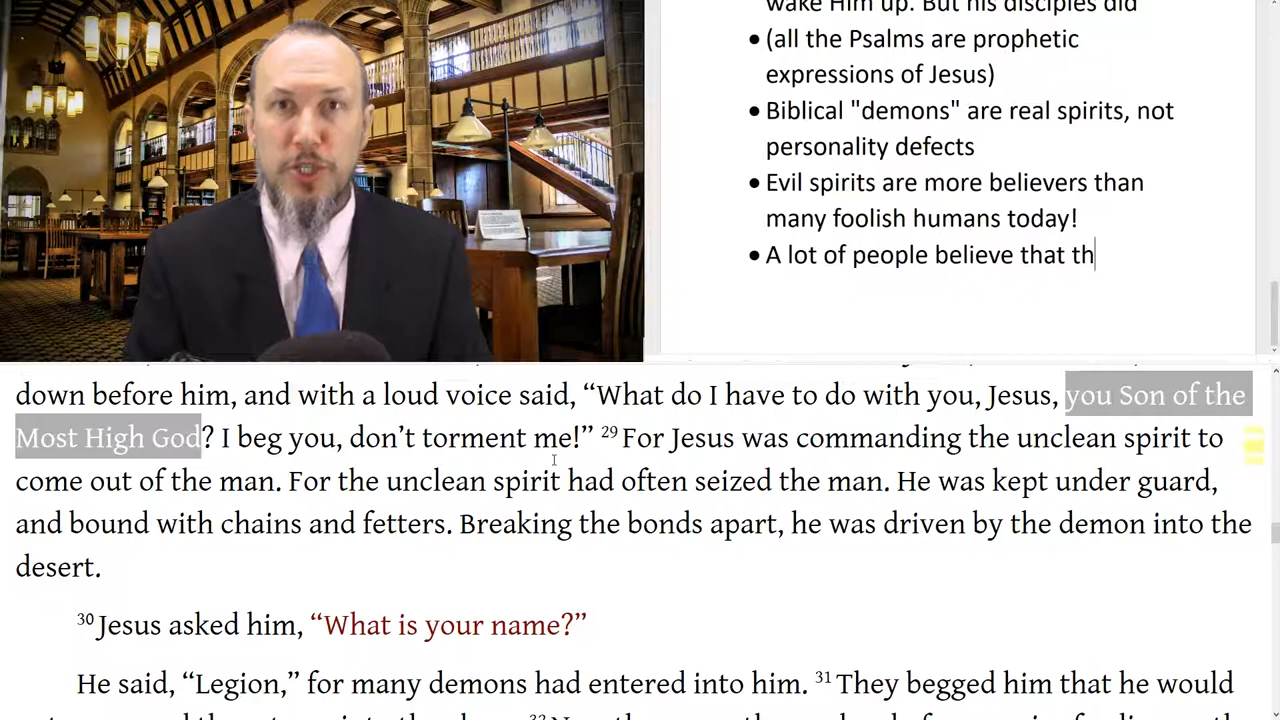 wake Him up. But his disciples did
• (all the Psalms are prophetic
expressions of Jesus)
• Biblical "demons" are real spirits, not
personality defects
• Evil spirits are more believers than
many foolish humans today!
• A lot of people believe that th
down before him, and with a loud voice said, “What do I have to do with you, Jesus, you Son of the
Most High God? I beg you, don’t torment me!” 29 For Jesus was commanding the unclean spirit to
come out of the man. For the unclean spirit had often seized the man. He was kept under guard,
and bound with chains and fetters. Breaking the bonds apart, he was driven by the demon into the
desert.
30 Jesus asked him, “What is your name?”
He said, “Legion,” for many demons had entered into him. 31 They begged him that he would